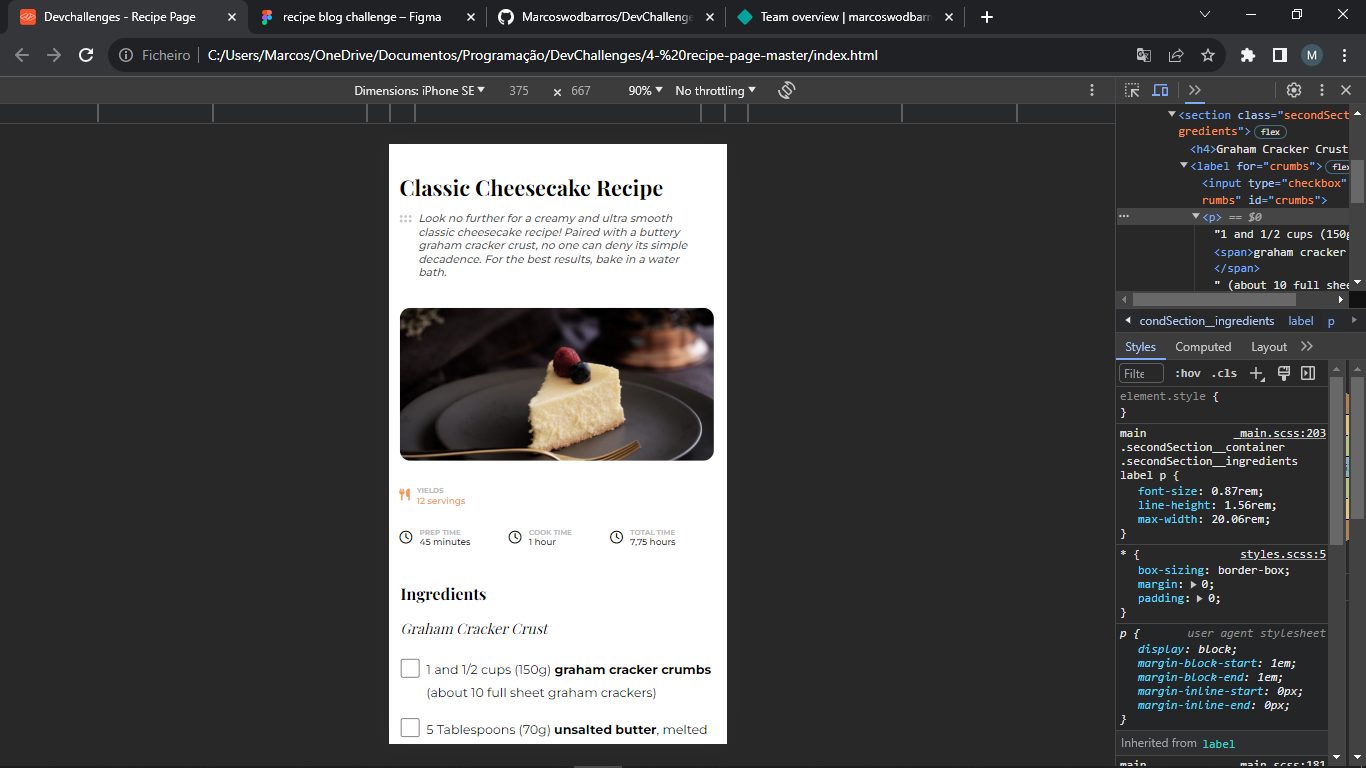 Devchallenges - Recipe Page
recipe blog challenge – Figma
Marcoswodbarros/DevChallenge
Team overview | marcoswodbarr
Ficheiro
C:/Users/Marcos/OneDrive/Documentos/Programação/DevChallenges/4-%20recipe-page-master/index.html
M
Dimensions: iPhone SE
375
×
667
90%
No throttling
Classic Cheesecake Recipe
Look no further for a creamy and ultra smooth
classic cheesecake recipe! Paired with a buttery
graham cracker crust, no one can deny its simple
decadence. For the best results, bake in a water
bath.
YIELDS
12 servings
PREP TIME
45 minutes
COOK TIME
1 hour
TOTAL TIME
7,75 hours
Ingredients
Graham Cracker Crust
1 and 1/2 cups (150g) graham cracker crumbs
(about 10 full sheet graham crackers)
5 Tablespoons (70g) unsalted butter, melted
<section class="secondSect
gredients"> flex
<h4>Graham Cracker Crust
<label for="crumbs"> flex
<input type="checkbox"
rumbs" id="crumbs">
<p> == $0
"1 and 1/2 cups (150g
<span>graham cracker
</span>
" (about 10 full shee
condSection__ingredients label p
Styles Computed Layout
Filte :hov .cls
element.style {
}
main _main.scss:203
.secondSection__container
.secondSection__ingredients
label p {
font-size: 0.87rem;
line-height: 1.56rem;
max-width: 20.06rem;
}
* { styles.scss:5
box-sizing: border-box;
margin: 0;
padding: 0;
}
p { user agent stylesheet
display: block;
margin-block-start: 1em;
margin-block-end: 1em;
margin-inline-start: 0px;
margin-inline-end: 0px;
}
Inherited from label
main _main.scss:181